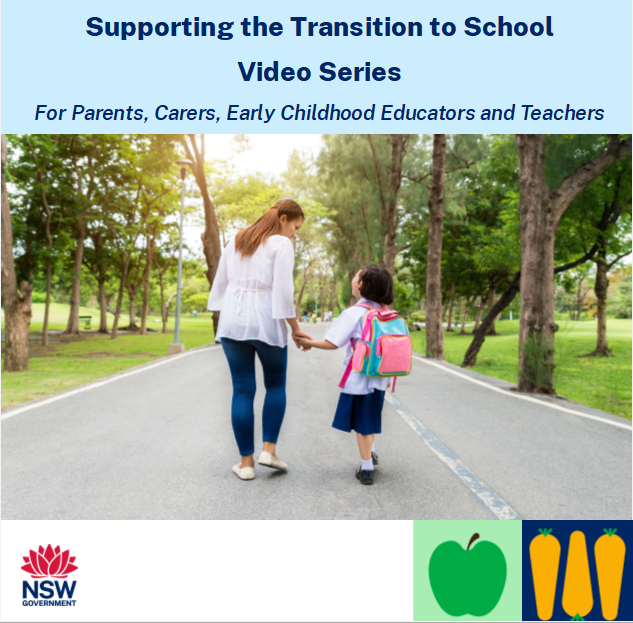 Supporting the Transition to School
Video Series
For Parents, Carers, Early Childhood Educators and Teachers
NSW
GOVERNMENT